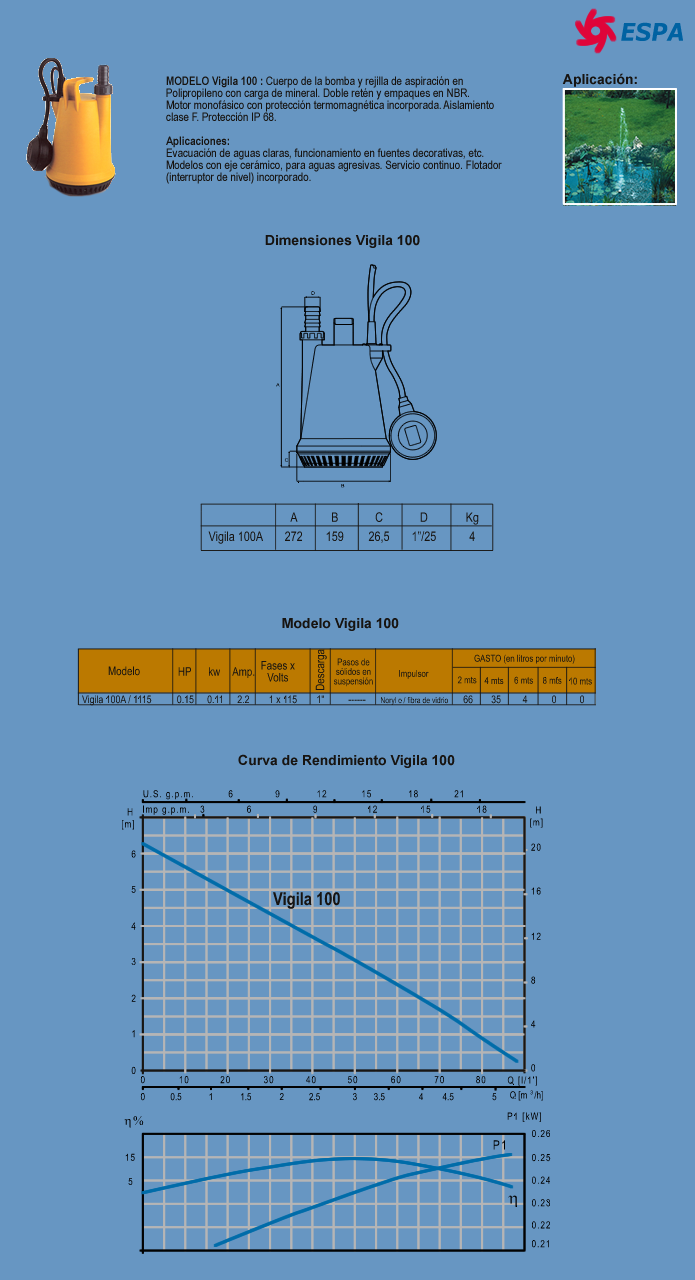 ESPA
MODELO Vigila 100 : Cuerpo de la bomba y rejilla de aspiración en
Polipropileno con carga de mineral. Doble retén y empaques en NBR.
Motor monofásico con protección termomagnética incorporada. Aislamiento
clase F. Protección IP 68.
Aplicaciones:
Evacuación de aguas claras, funcionamiento en fuentes decorativas, etc.
Modelos con eje cerámico, para aguas agresivas. Servicio continuo. Flotador
(interruptor de nivel) incorporado.
Aplicación:
Dimensiones Vigila 100
D
A
C
B
A B C D Kg
Vigila 100A 272 159 26,5 1"/25 4
Modelo Vigila 100
Modelo HP kw Amp. Fases x Volts Descarga Pasos de sólidos en suspensión Impulsor GASTO (en litros por minuto)
2 mts 4 mts 6 mts 8 mts 10 mts
Vigila 100A / 1115 0.15 0.11 2.2 1 x 115 1" ------ Noryl o / fibra de vidrio 66 35 4 0 0
Curva de Rendimiento Vigila 100
U.S. g.p.m. 6 9 12 15 18 21
Imp g.p.m. 3 6 9 12 15 18
H [m]
H [m]
6
5
4
3
2
1
0
20
16
12
8
4
0
Vigila 100
0 10 20 30 40 50 60 70 80 Q [l/1']
0 0.5 1 1.5 2 2.5 3 3.5 4 4.5 5 Q [m³/h]
η%
P1 [kW]
15
5
0.26
0.25
0.24
0.23
0.22
0.21
P1
η